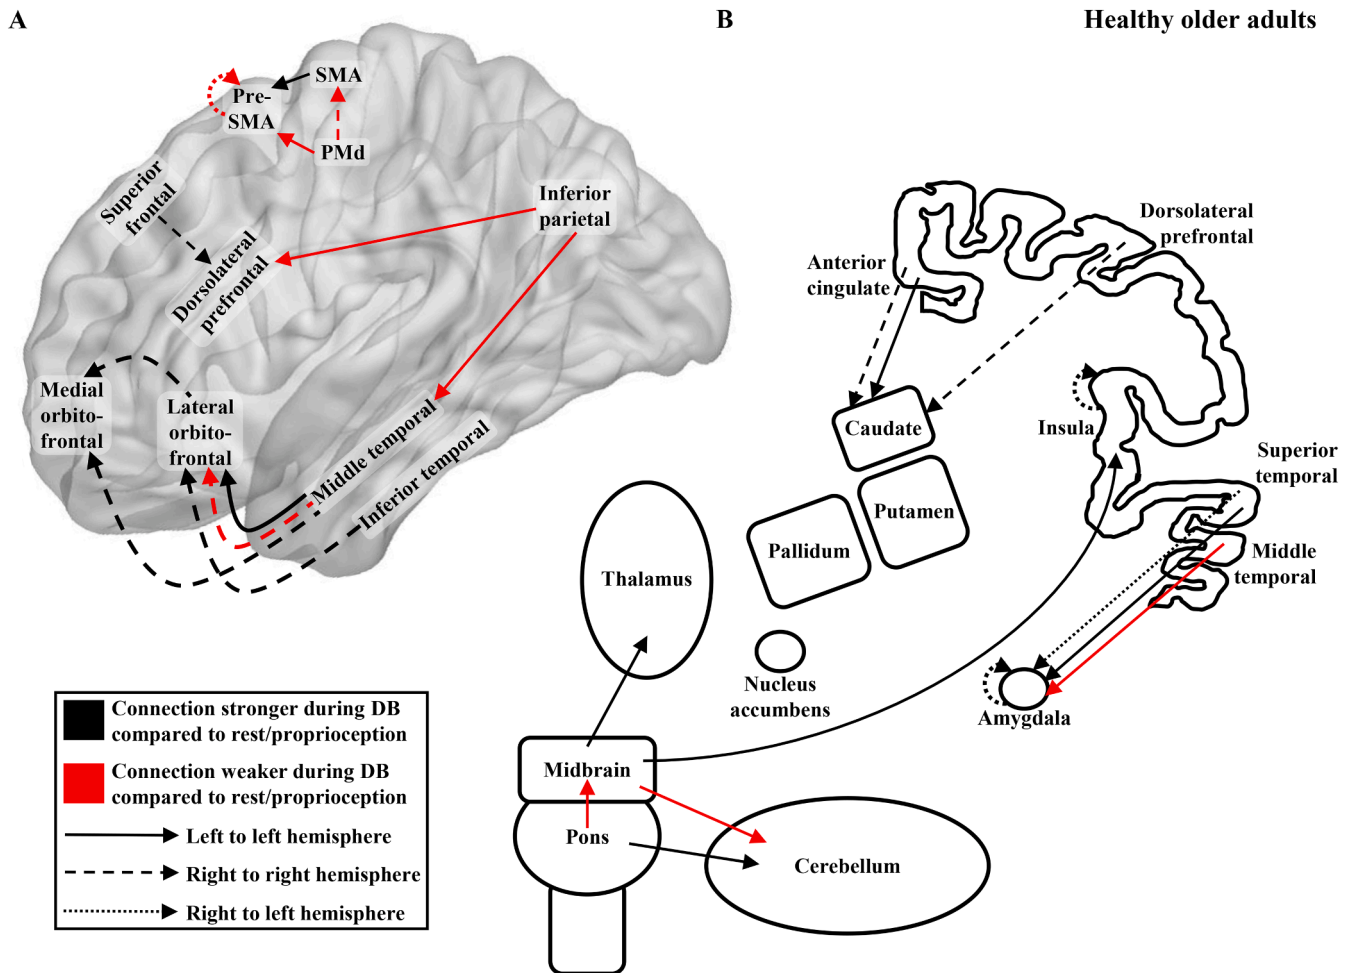 A
B
Healthy older adults
SMA
Pre-
SMA
PMd
Superior
frontal
Dorsolateral
prefrontal
Inferior
parietal
Medial
orbito-
frontal
Lateral
orbito-
frontal
Middle temporal
Inferior temporal
Anterior
cingulate
Dorsolateral
prefrontal
Caudate
Insula
Superior
temporal
Putamen
Pallidum
Middle
temporal
Thalamus
Nucleus
accumbens
Amygdala
Midbrain
Pons
Cerebellum
Connection stronger during DB
compared to rest/proprioception
Connection weaker during DB
compared to rest/proprioception
Left to left hemisphere
Right to right hemisphere
Right to left hemisphere